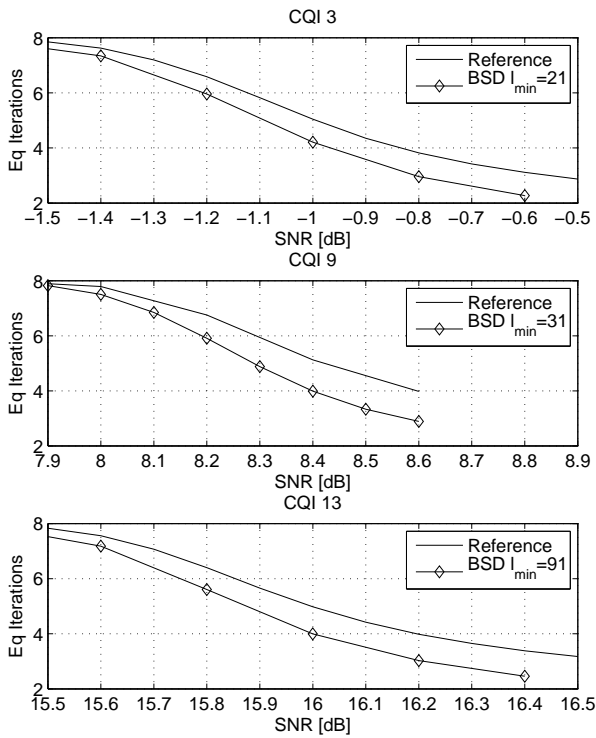 CQI 3
8
6
4
2
Eq Iterations
Reference
BSD I_min=21
−1.5 −1.4 −1.3 −1.2 −1.1 −1 −0.9 −0.8 −0.7 −0.6 −0.5
SNR [dB]
CQI 9
8
6
4
2
Eq Iterations
Reference
BSD I_min=31
7.9 8 8.1 8.2 8.3 8.4 8.5 8.6 8.7 8.8 8.9
SNR [dB]
CQI 13
8
6
4
2
Eq Iterations
Reference
BSD I_min=91
15.5 15.6 15.7 15.8 15.9 16 16.1 16.2 16.3 16.4 16.5
SNR [dB]